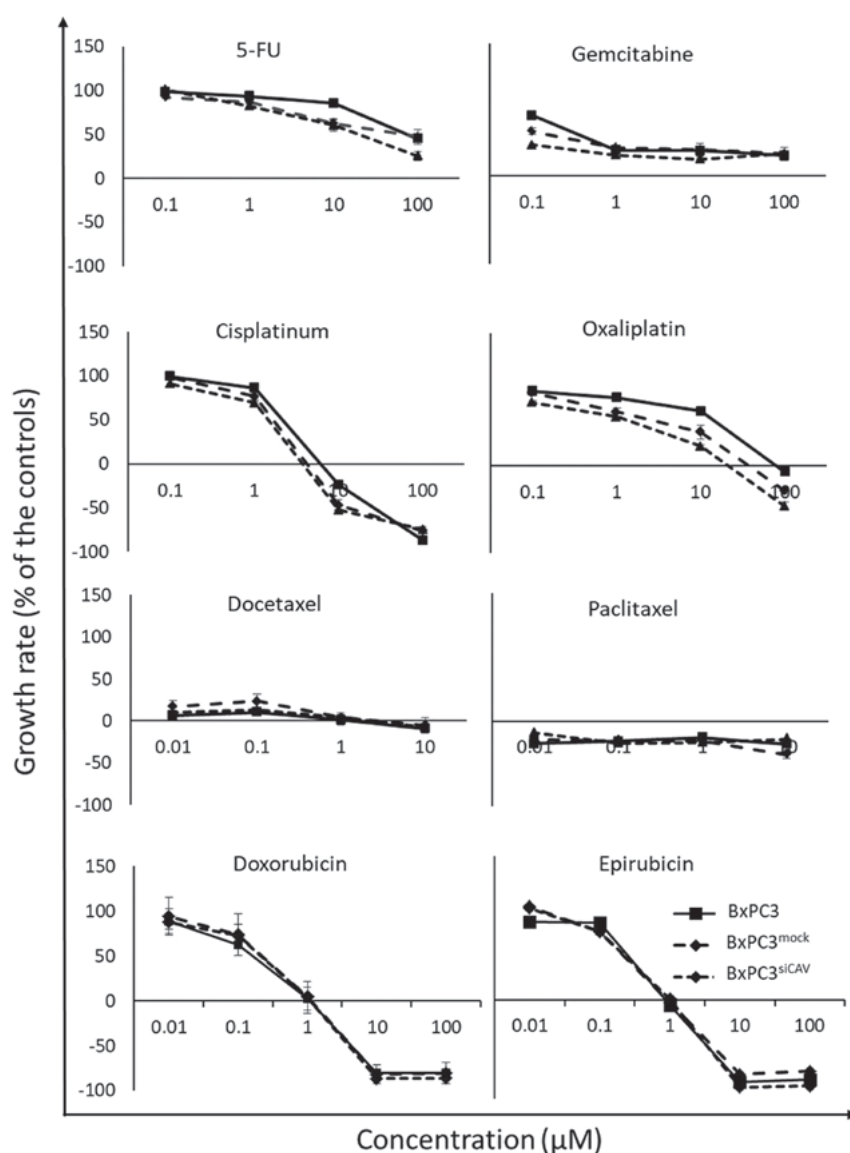 5-FU
150
100
50
0
-50
-100
0.1 1 10 100
Gemcitabine
0.1 1 10 100
Cisplatinum
150
100
50
0
-50
-100
0.1 1 10 100
Oxaliplatin
0.1 1 10 100
Docetaxel
150
100
50
0
-50
-100
0.01 0.1 1 10
Paclitaxel
0.01 0.1 1 10
Doxorubicin
150
100
50
0
-50
-100
0.01 0.1 1 10 100
Epirubicin
BxPC3
BxPC3mock
BxPC3siCAV
0.01 0.1 1 10 100
Growth rate (% of the controls)
Concentration (μM)